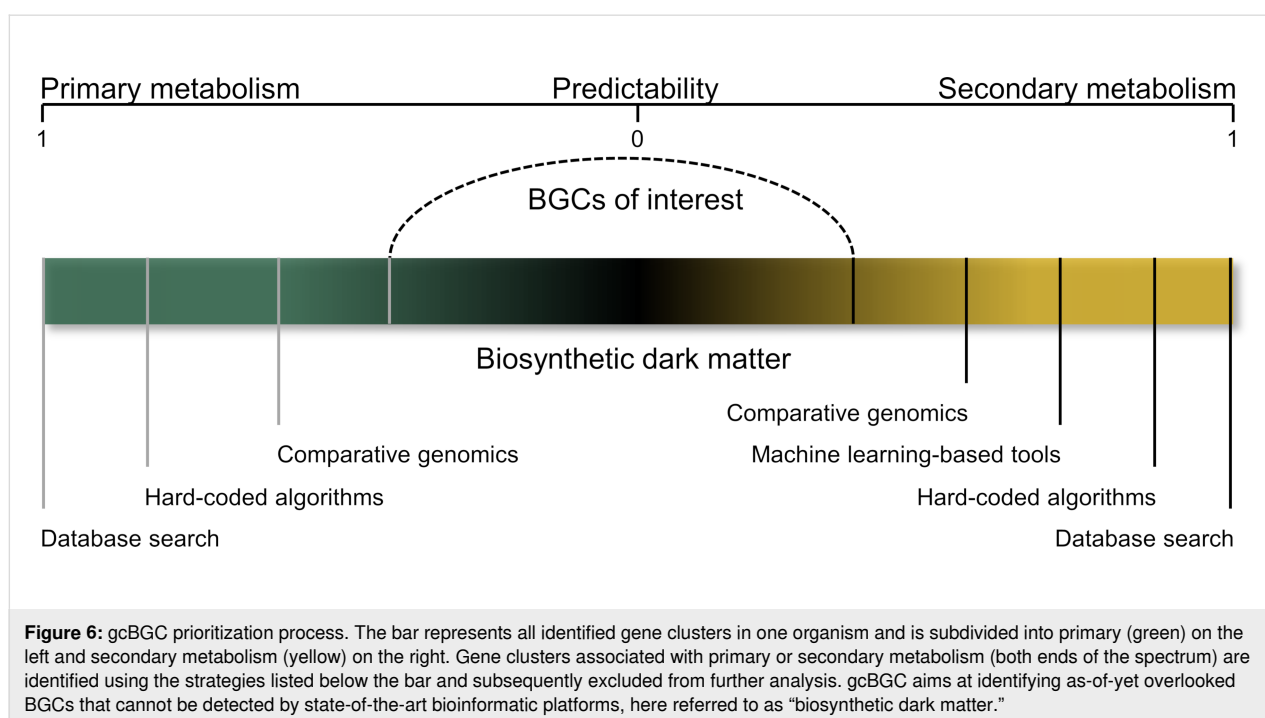 Primary metabolism Predictability Secondary metabolism
1 0 1
BGCs of interest
Biosynthetic dark matter
Comparative genomics
Comparative genomics Machine learning-based tools
Hard-coded algorithms Hard-coded algorithms
Database search Database search
Figure 6: gcBGC prioritization process. The bar represents all identified gene clusters in one organism and is subdivided into primary (green) on the
left and secondary metabolism (yellow) on the right. Gene clusters associated with primary or secondary metabolism (both ends of the spectrum) are
identified using the strategies listed below the bar and subsequently excluded from further analysis. gcBGC aims at identifying as-of-yet overlooked
BGCs that cannot be detected by state-of-the-art bioinformatic platforms, here referred to as “biosynthetic dark matter.”